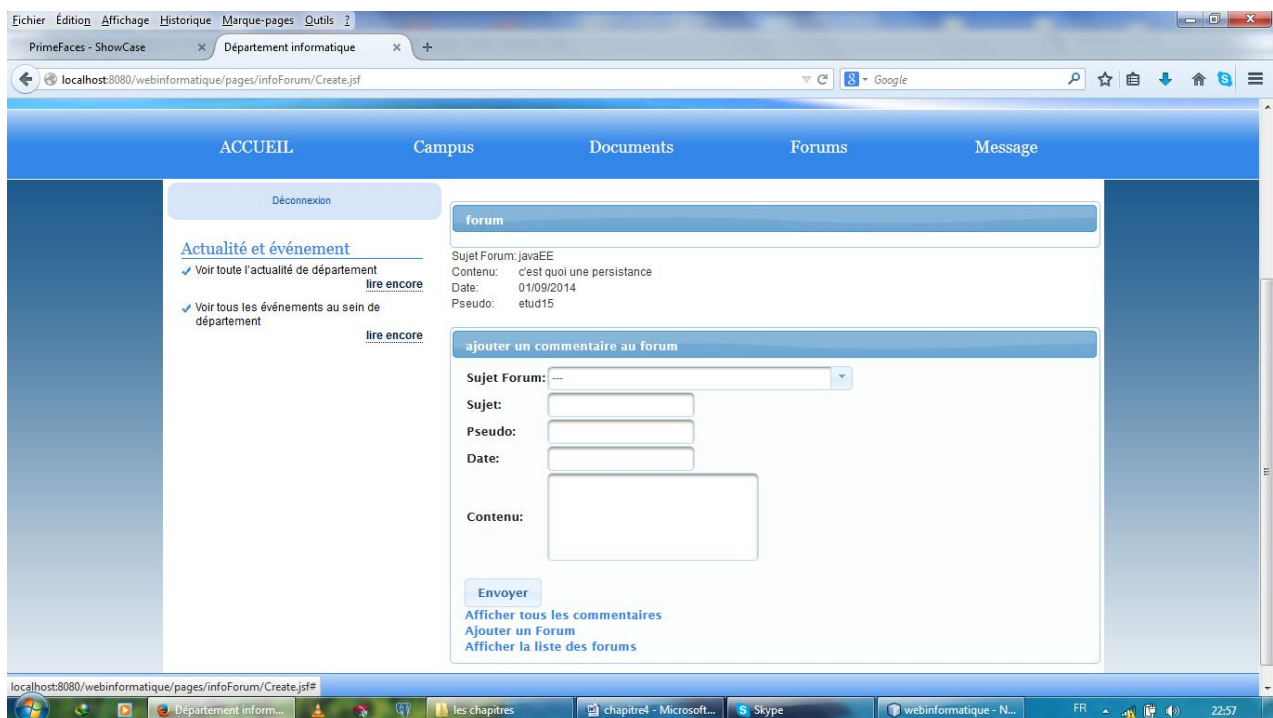 Fichier Édition Affichage Historique Marque-pages Outils ?
PrimeFaces - ShowCase × Département informatique × +
localhost:8080/webinformatique/pages/infoForum/Create.jsf
Google
ACCUEIL Campus Documents Forums Message
Déconnexion
Actualité et événement
Voir toute l'actualité de département
lire encore
Voir tous les événements au sein de
département
lire encore
forum
Sujet Forum: javaEE
Contenu: c'est quoi une persistance
Date: 01/09/2014
Pseudo: etud15
ajouter un commentaire au forum
Sujet Forum: ---
Sujet:
Pseudo:
Date:
Contenu:
Envoyer
Afficher tous les commentaires
Ajouter un Forum
Afficher la liste des forums
localhost:8080/webinformatique/pages/infoForum/Create.jsf#
Département inform... les chapitres chapitre4 - Microsoft... Skype webinformatique - N... FR 22:57